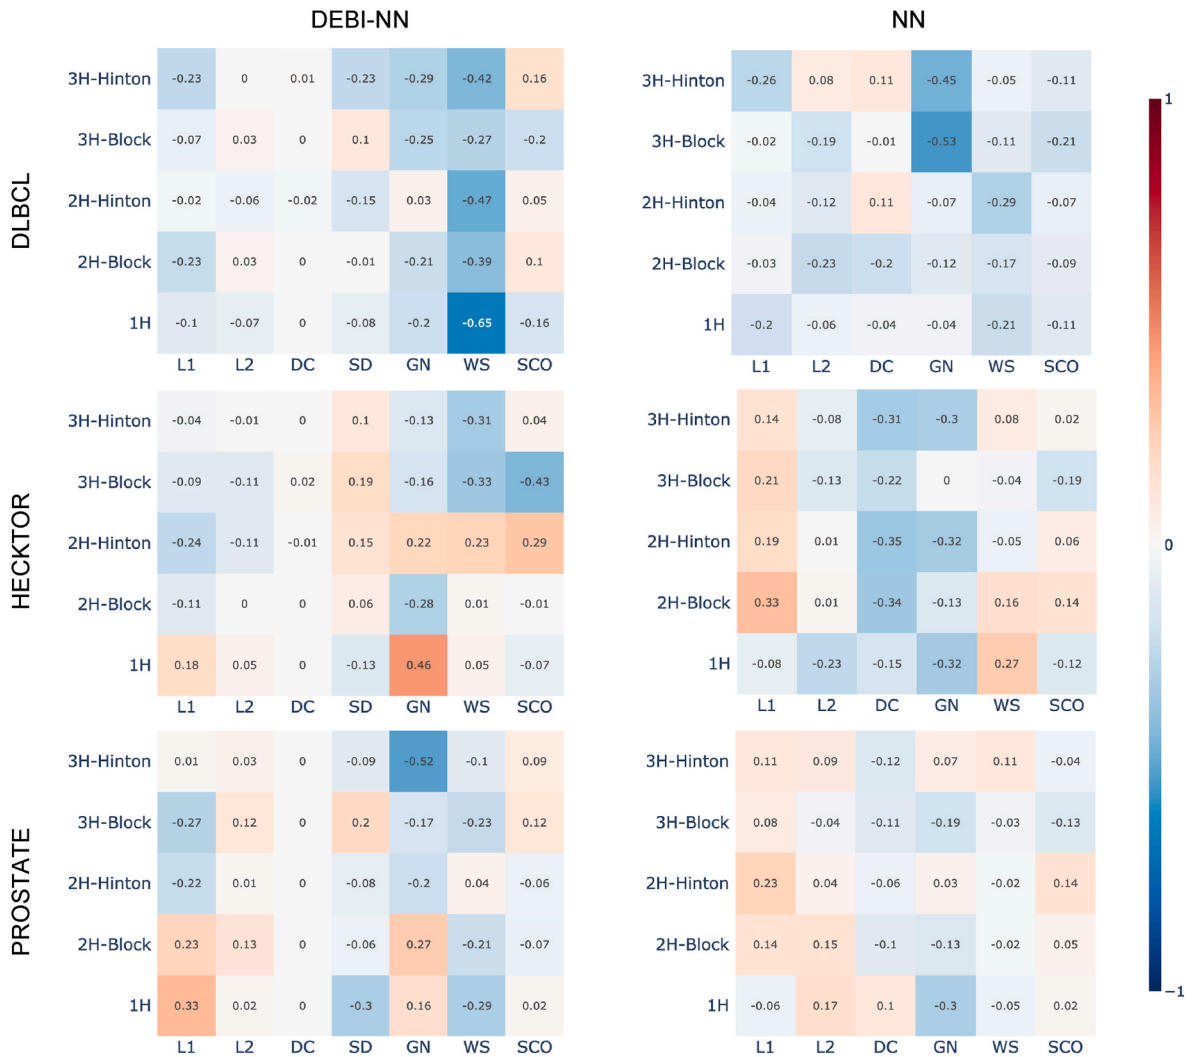 DEBI-NN NN
DLBCL
3H-Hinton -0.23 0 0.01 -0.23 -0.29 -0.42 0.16
3H-Block -0.07 0.03 0 0.1 -0.25 -0.27 -0.2
2H-Hinton -0.02 -0.06 -0.02 -0.15 0.03 -0.47 0.05
2H-Block -0.23 0.03 0 -0.01 -0.21 -0.39 0.1
1H -0.1 -0.07 0 -0.08 -0.2 -0.65 -0.16
L1 L2 DC SD GN WS SCO
3H-Hinton -0.26 0.08 0.11 -0.45 -0.05 -0.11
3H-Block -0.02 -0.19 -0.01 -0.53 -0.11 -0.21
2H-Hinton -0.04 -0.12 0.11 -0.07 -0.29 -0.07
2H-Block -0.03 -0.23 -0.2 -0.12 -0.17 -0.09
1H -0.2 -0.06 -0.04 -0.04 -0.21 -0.11
L1 L2 DC GN WS SCO
HECKTOR
3H-Hinton -0.04 -0.01 0 0.1 -0.13 -0.31 0.04
3H-Block -0.09 -0.11 0.02 0.19 -0.16 -0.33 -0.43
2H-Hinton -0.24 -0.11 -0.01 0.15 0.22 0.23 0.29
2H-Block -0.11 0 0 0.06 -0.28 0.01 -0.01
1H 0.18 0.05 0 -0.13 0.46 0.05 -0.07
L1 L2 DC SD GN WS SCO
3H-Hinton 0.14 -0.08 -0.31 -0.3 0.08 0.02
3H-Block 0.21 -0.13 -0.22 0 -0.04 -0.19
2H-Hinton 0.19 0.01 -0.35 -0.32 -0.05 0.06
2H-Block 0.33 0.01 -0.34 -0.13 0.16 0.14
1H -0.08 -0.23 -0.15 -0.32 0.27 -0.12
L1 L2 DC GN WS SCO
PROSTATE
3H-Hinton 0.01 0.03 0 -0.09 -0.52 -0.1 0.09
3H-Block -0.27 0.12 0 0.2 -0.17 -0.23 0.12
2H-Hinton -0.22 0.01 0 -0.08 -0.2 0.04 -0.06
2H-Block 0.23 0.13 0 -0.06 0.27 -0.21 -0.07
1H 0.33 0.02 0 -0.3 0.16 -0.29 0.02
L1 L2 DC SD GN WS SCO
3H-Hinton 0.11 0.09 -0.12 0.07 0.11 -0.04
3H-Block 0.08 -0.04 -0.11 -0.19 -0.03 -0.13
2H-Hinton 0.23 0.04 -0.06 0.03 -0.02 0.14
2H-Block 0.14 0.15 -0.1 -0.13 -0.02 0.05
1H -0.06 0.17 0.1 -0.3 -0.05 0.02
L1 L2 DC GN WS SCO
1
0
−1